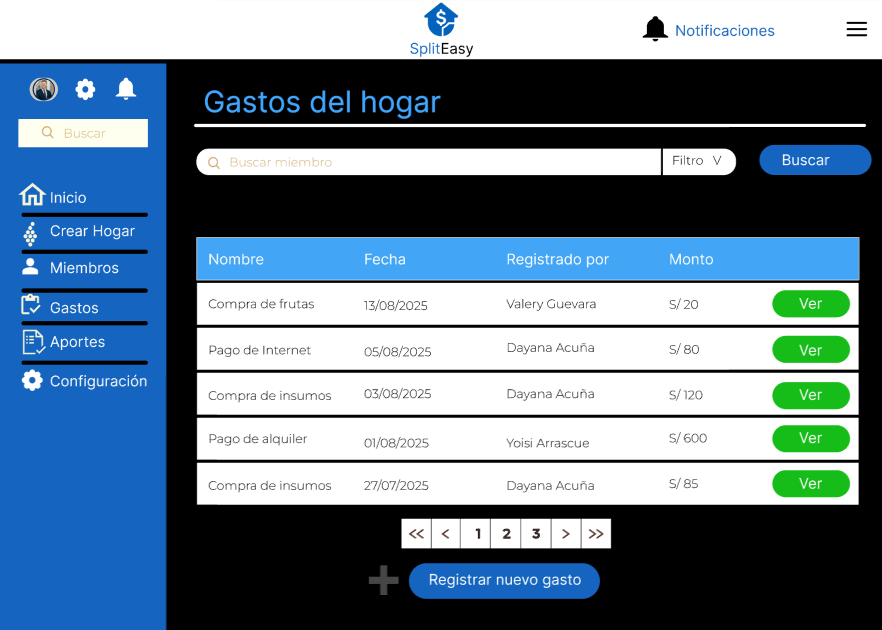 SplitEasy
Notificaciones
Buscar
Inicio
Crear Hogar
Miembros
Gastos
Aportes
Configuración
Gastos del hogar
Buscar miembro Filtro V Buscar
Nombre Fecha Registrado por Monto
Compra de frutas 13/08/2025 Valery Guevara S/ 20 Ver
Pago de Internet 05/08/2025 Dayana Acuña S/ 80 Ver
Compra de insumos 03/08/2025 Dayana Acuña S/ 120 Ver
Pago de alquiler 01/08/2025 Yoisi Arrascue S/ 600 Ver
Compra de insumos 27/07/2025 Dayana Acuña S/ 85 Ver
<< < 1 2 3 > >>
Registrar nuevo gasto